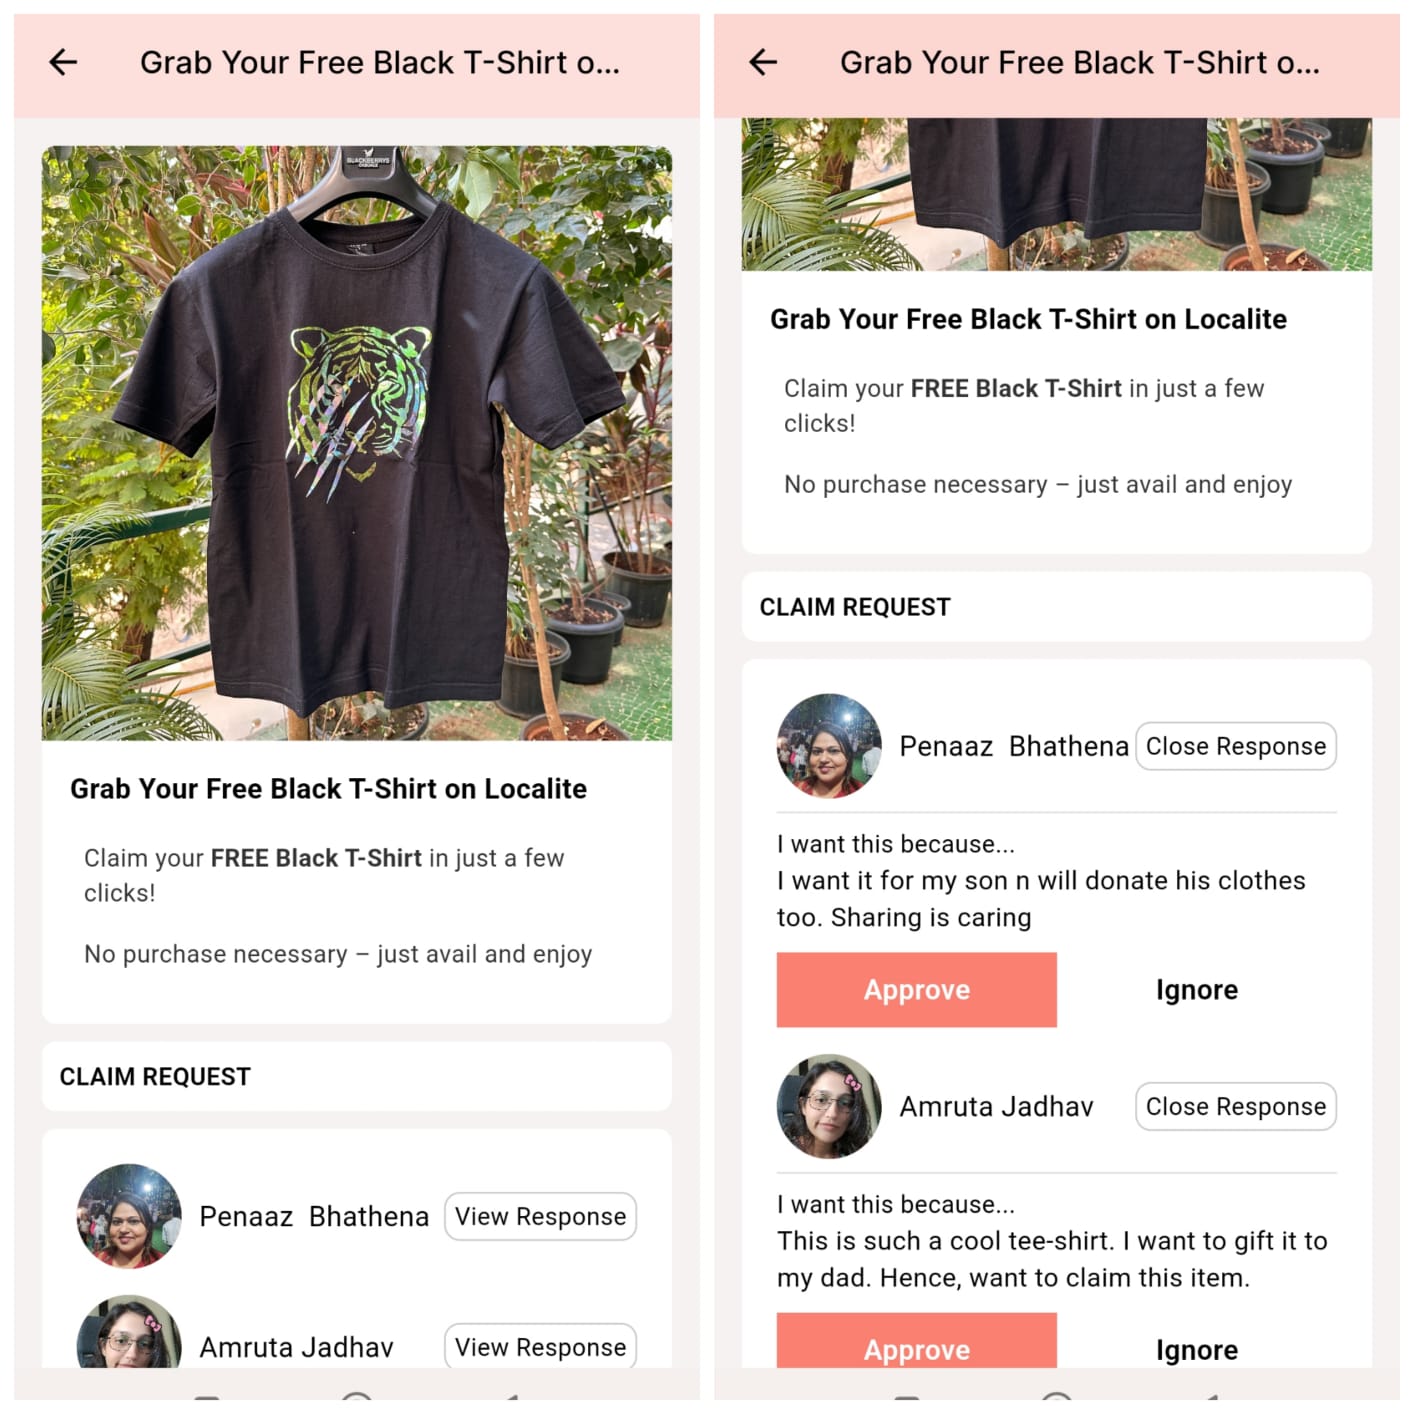 Grab Your Free Black T-Shirt o...
BLACKBERRYS
Grab Your Free Black T-Shirt on Localite
Claim your FREE Black T-Shirt in just a few
clicks!
No purchase necessary – just avail and enjoy
CLAIM REQUEST
Penaaz Bhathena View Response
Amruta Jadhav View Response
Grab Your Free Black T-Shirt o...
Grab Your Free Black T-Shirt on Localite
Claim your FREE Black T-Shirt in just a few
clicks!
No purchase necessary – just avail and enjoy
CLAIM REQUEST
Penaaz Bhathena Close Response
I want this because...
I want it for my son n will donate his clothes
too. Sharing is caring
Approve Ignore
Amruta Jadhav Close Response
I want this because...
This is such a cool tee-shirt. I want to gift it to
my dad. Hence, want to claim this item.
Approve Ignore